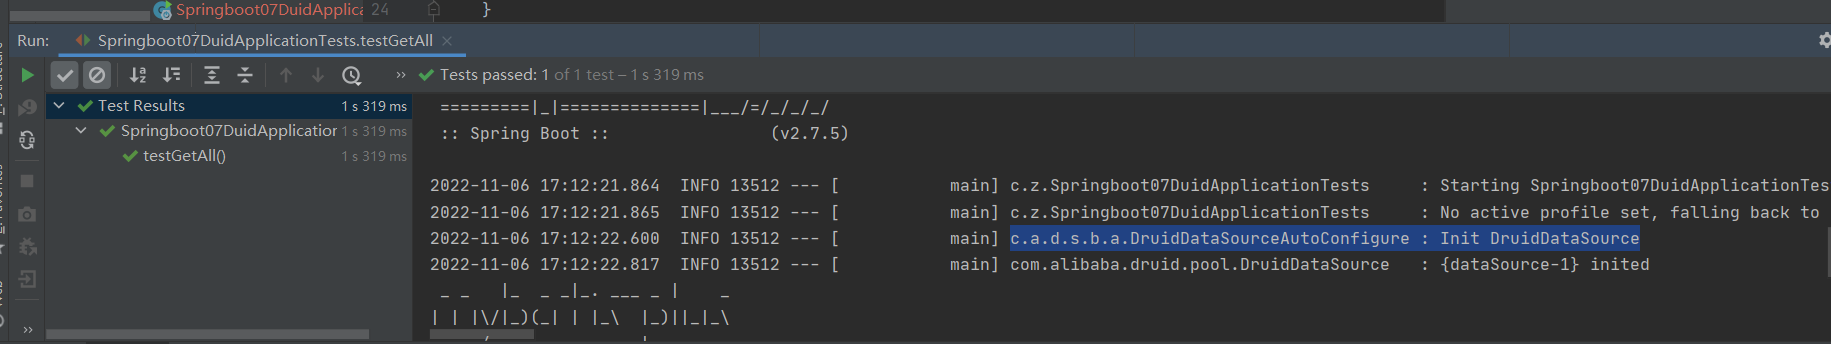 Springboot07DuidApplica 24 }
Run: Springboot07DuidApplicationTests.testGetAll ×
>> Tests passed: 1 of 1 test – 1 s 319 ms
Test Results 1 s 319 ms
Springboot07DuidApplication 1 s 319 ms
testGetAll() 1 s 319 ms
=========|_|==============|___/=/_/_/_/
:: Spring Boot :: (v2.7.5)
2022-11-06 17:12:21.864 INFO 13512 --- [ main] c.z.Springboot07DuidApplicationTests : Starting Springboot07DuidApplicationTes
2022-11-06 17:12:21.865 INFO 13512 --- [ main] c.z.Springboot07DuidApplicationTests : No active profile set, falling back to
2022-11-06 17:12:22.600 INFO 13512 --- [ main] c.a.d.s.b.a.DruidDataSourceAutoConfigure : Init DruidDataSource
2022-11-06 17:12:22.817 INFO 13512 --- [ main] com.alibaba.druid.pool.DruidDataSource : {dataSource-1} inited
_ _ |_ _ _|_. ___ _ | _
| | |\/|_)(_| | |_\ |_)||_|_\